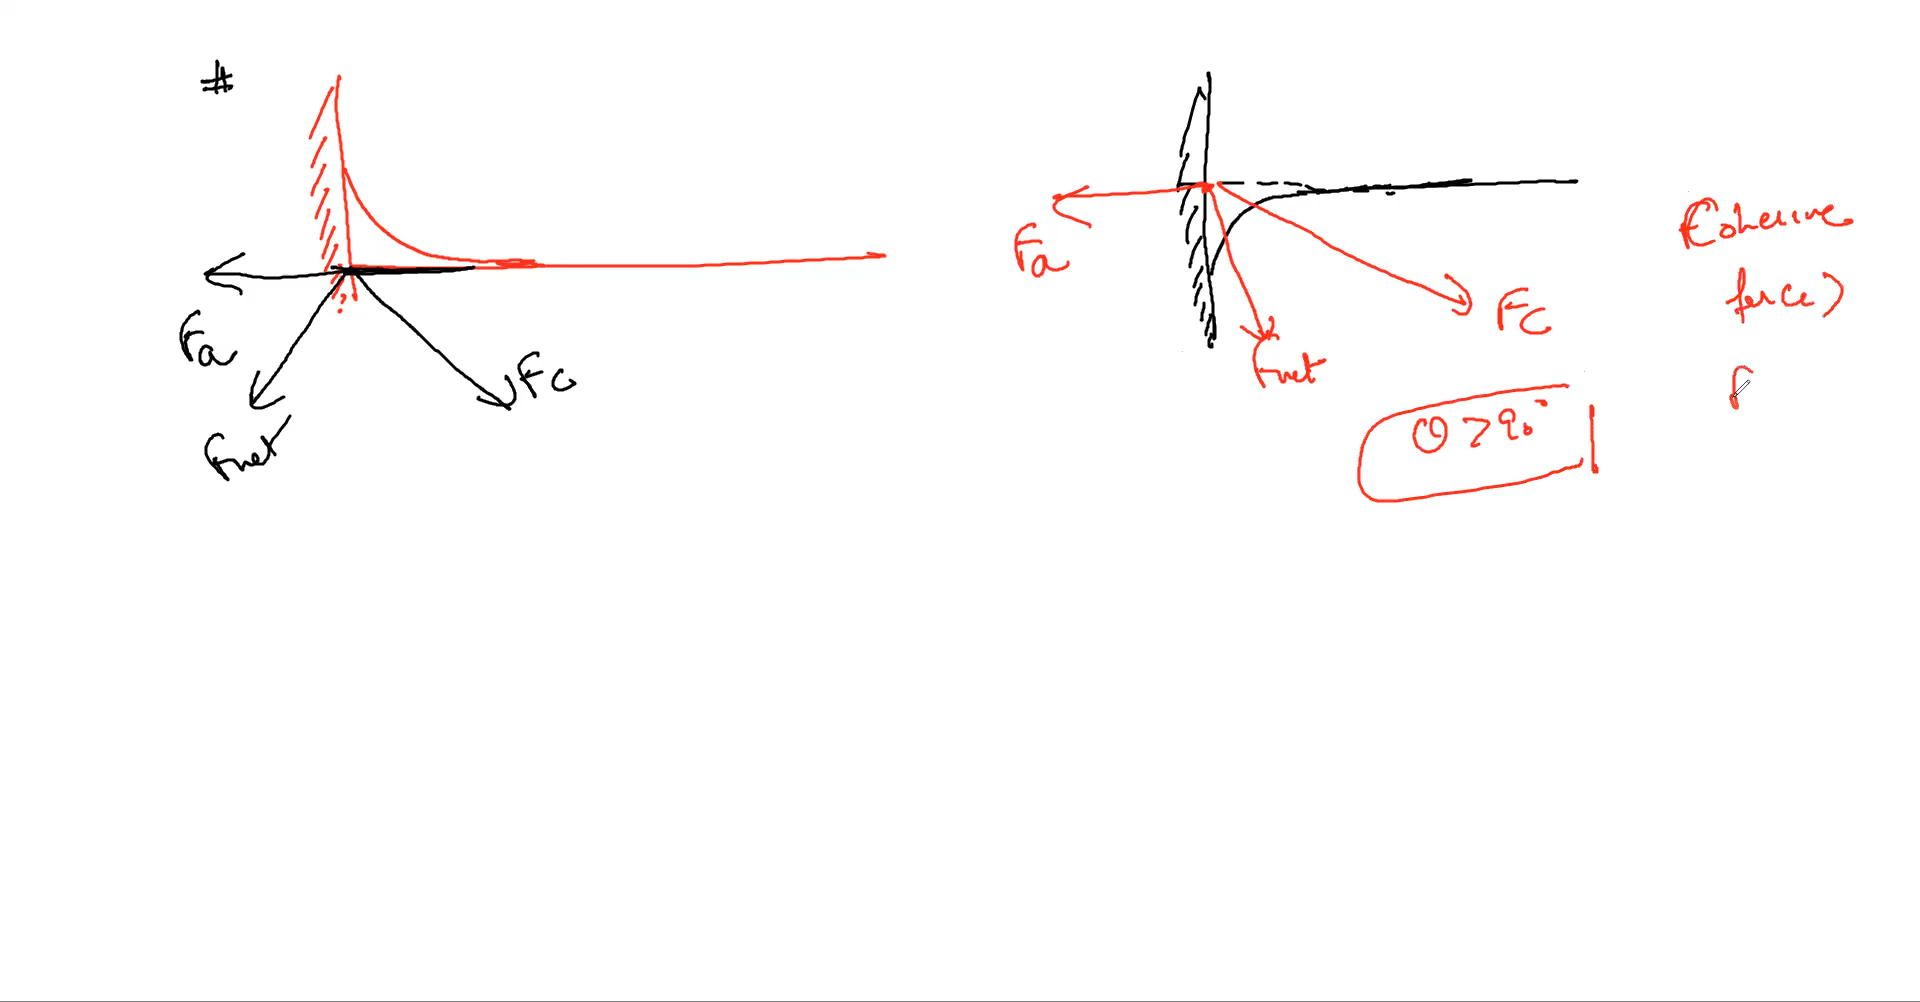 #
Fa
Fc
Fnet
Fa
Fc
Fnet
θ > 90°
Cohesive
force)